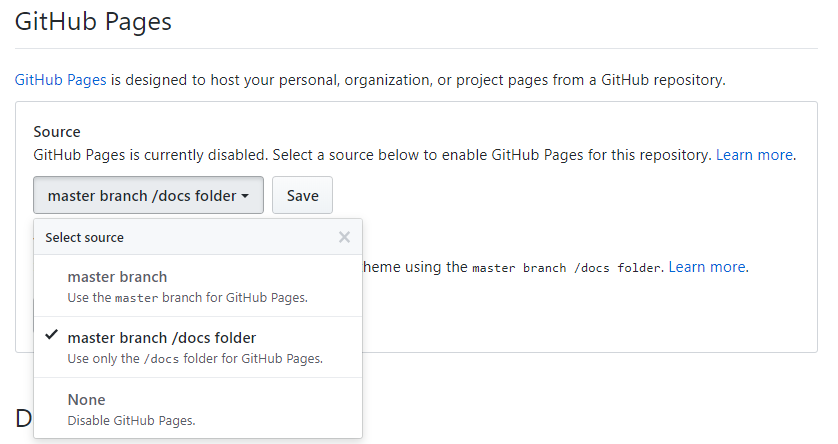 GitHub Pages
GitHub Pages is designed to host your personal, organization, or project pages from a GitHub repository.
Source
GitHub Pages is currently disabled. Select a source below to enable GitHub Pages for this repository. Learn more.
master branch /docs folder
Save
Select source
heme using the master branch /docs folder. Learn more.
master branch
Use the master branch for GitHub Pages.
master branch /docs folder
Use only the /docs folder for GitHub Pages.
None
Disable GitHub Pages.
D